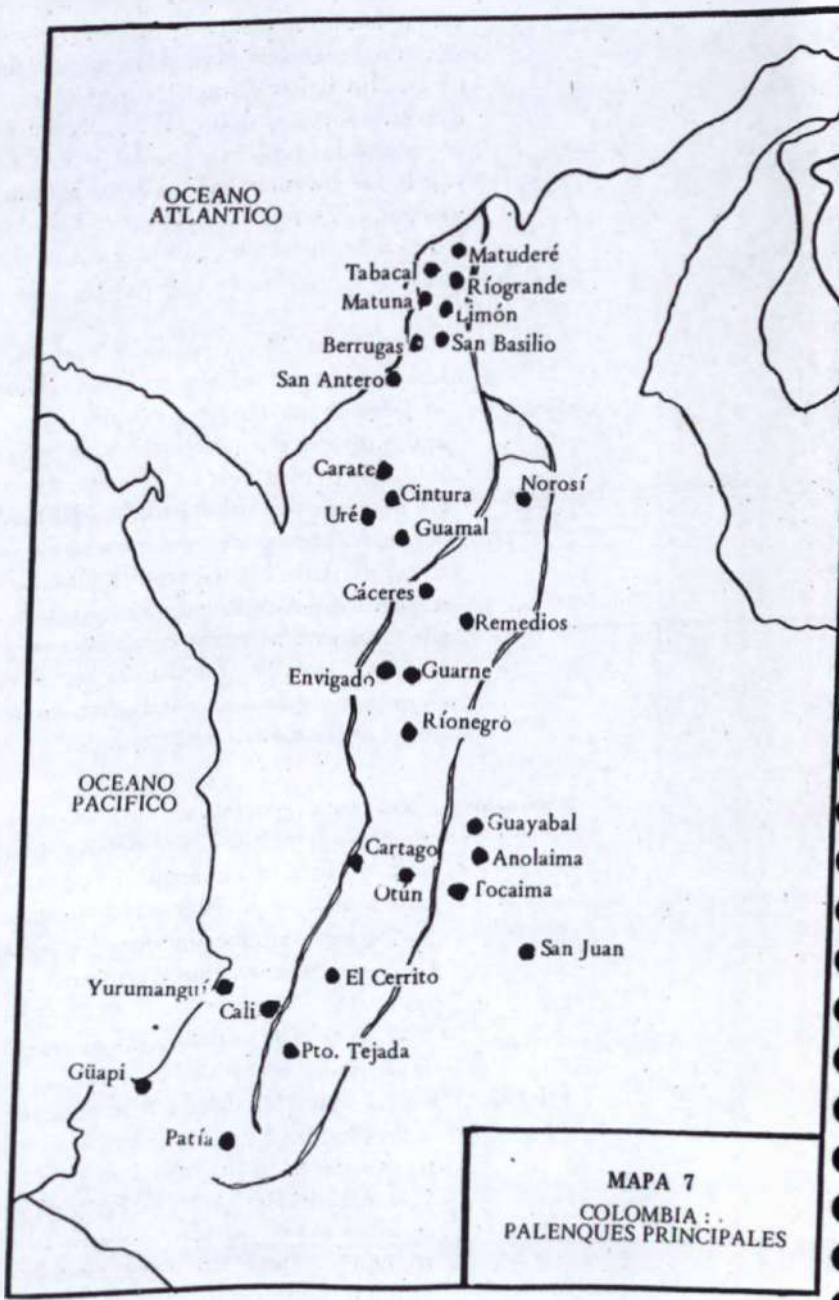 OCEANO
ATLANTICO
Matuderé
Tabacal
Ríogrande
Matuna
Limón
Berrugas
San Basilio
San Antero
Carate
Cintura
Norosí
Uré
Guamal
Cáceres
Remedios
Envigado
Guarne
Ríonegro
OCEANO
PACIFICO
Guayabal
Cartago
Anolaima
Otún
Tocaima
San Juan
El Cerrito
Yurumanguí
Cali
Pto. Tejada
Güapi
Patía
MAPA 7
COLOMBIA :
PALENQUES PRINCIPALES